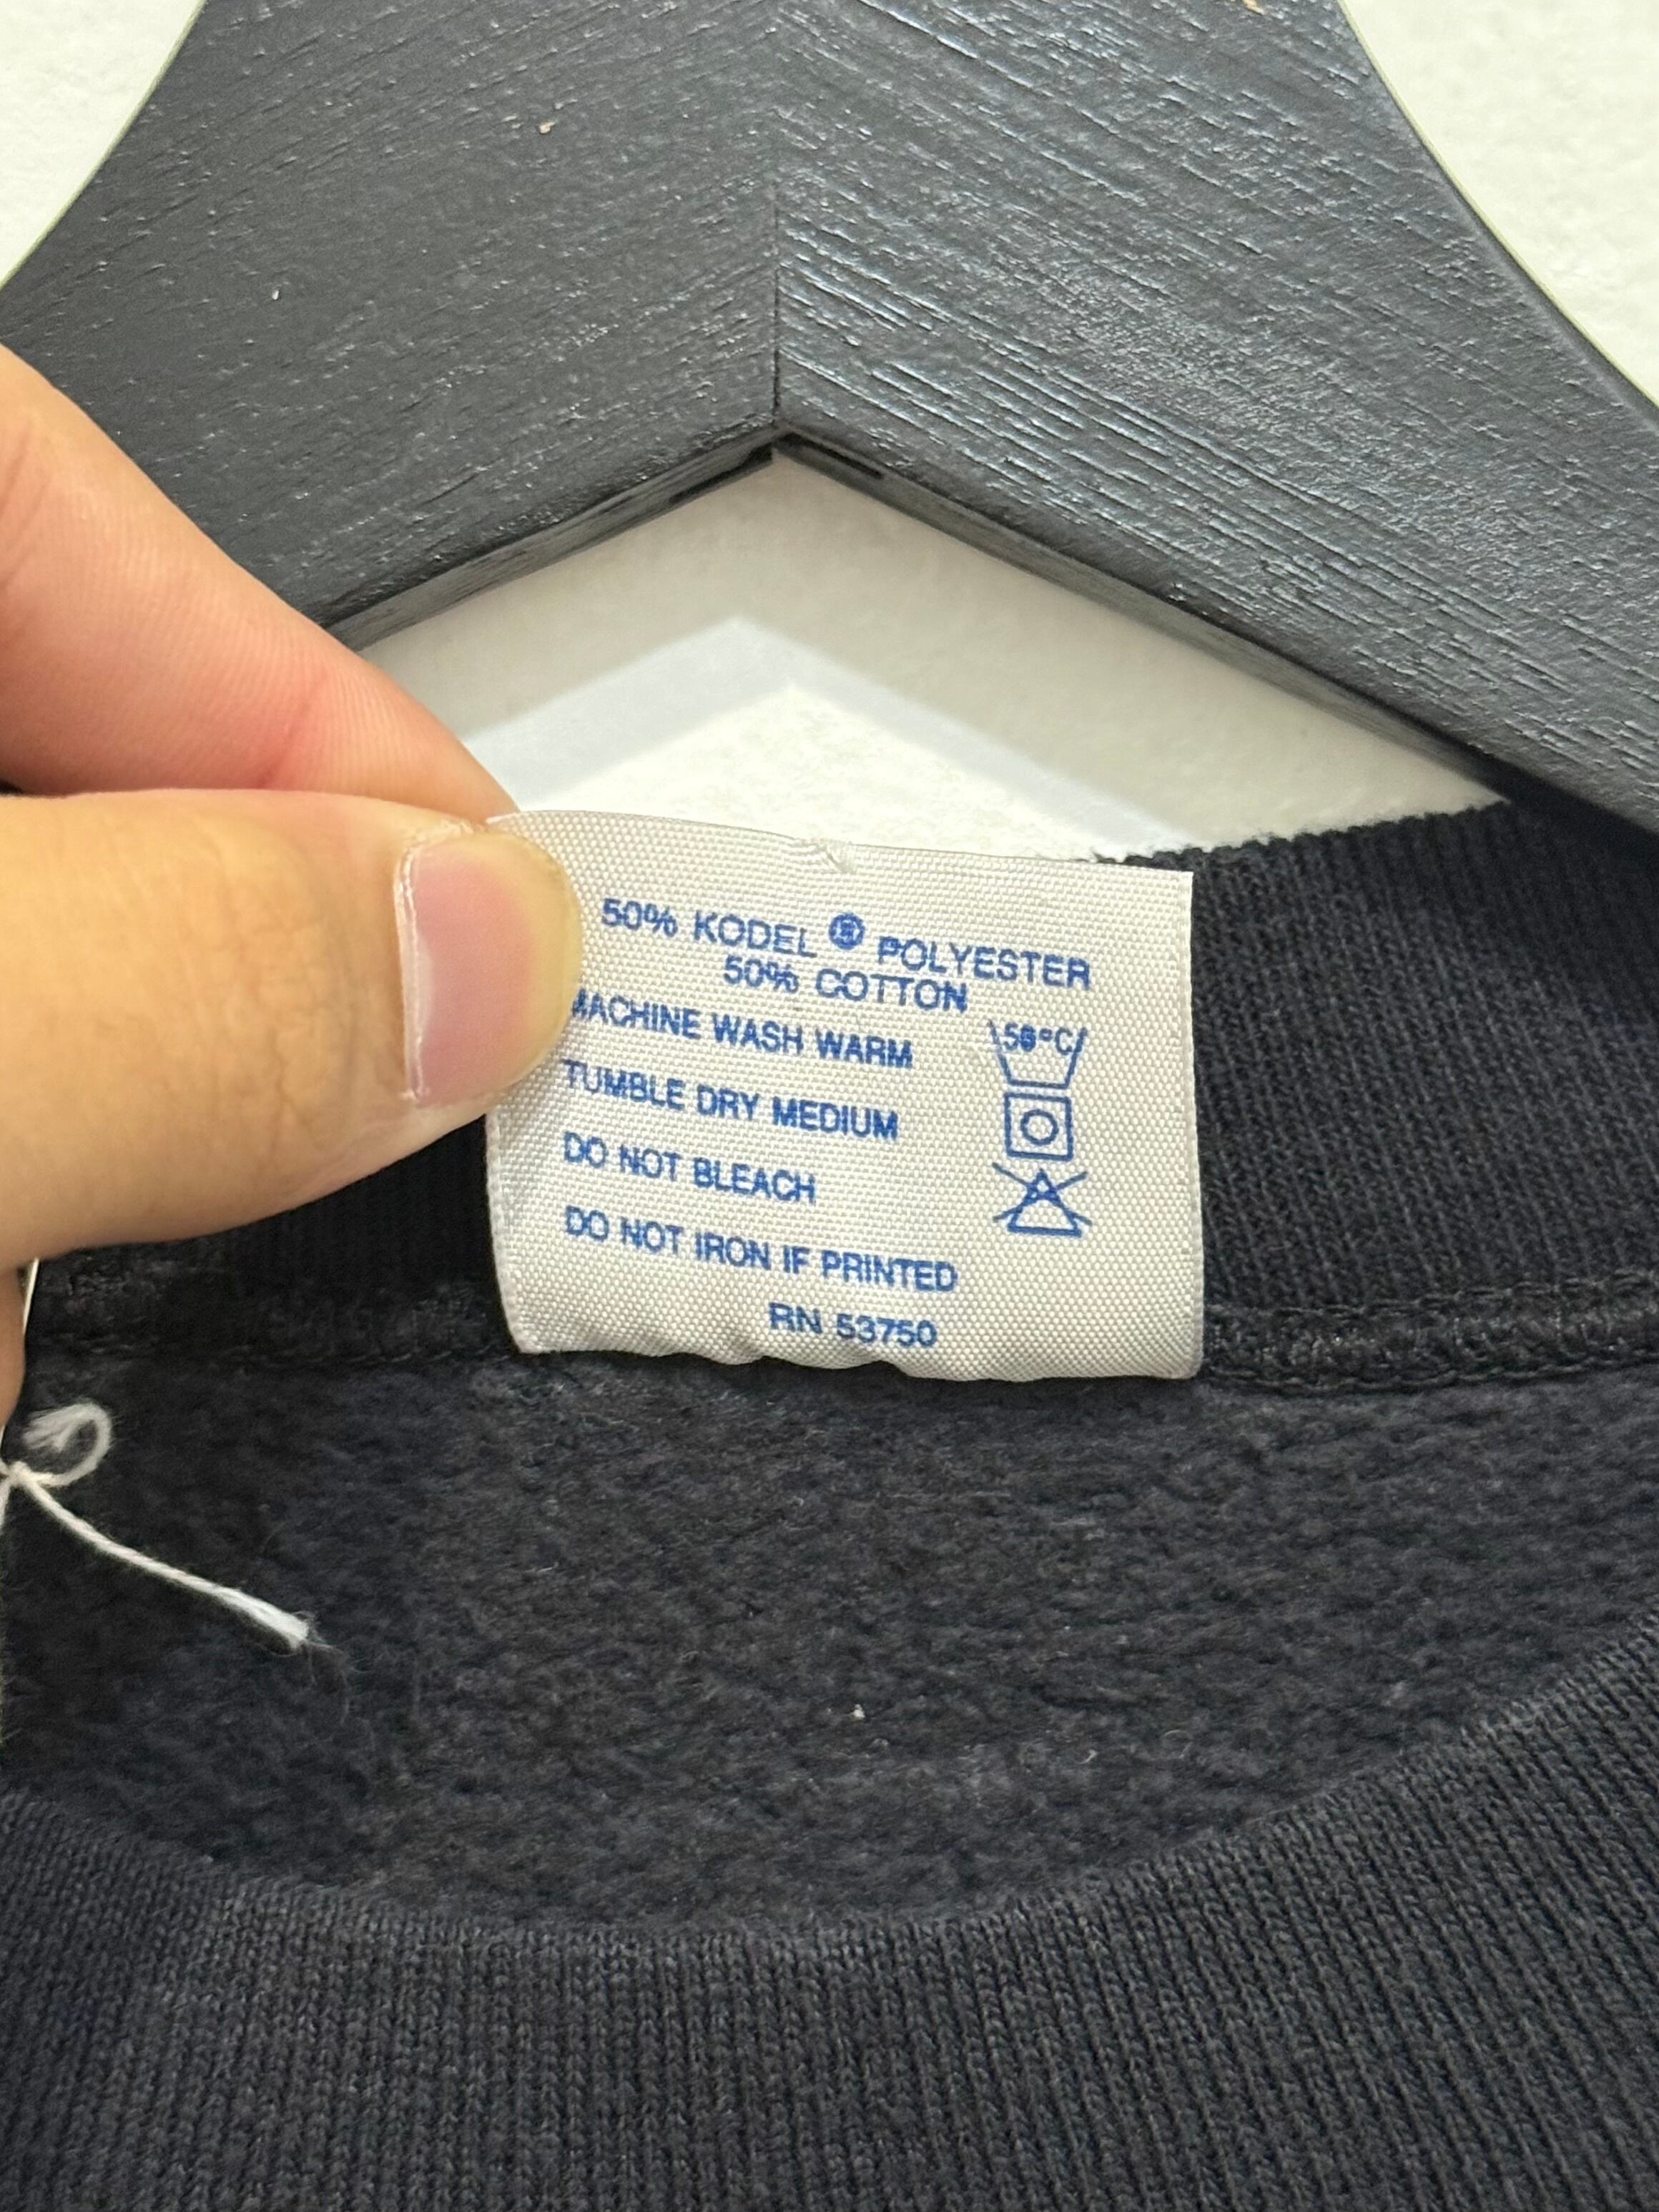 50% KODEL ® POLYESTER
50% COTTON
MACHINE WASH WARM
50°C
TUMBLE DRY MEDIUM
DO NOT BLEACH
DO NOT IRON IF PRINTED
RN 53750